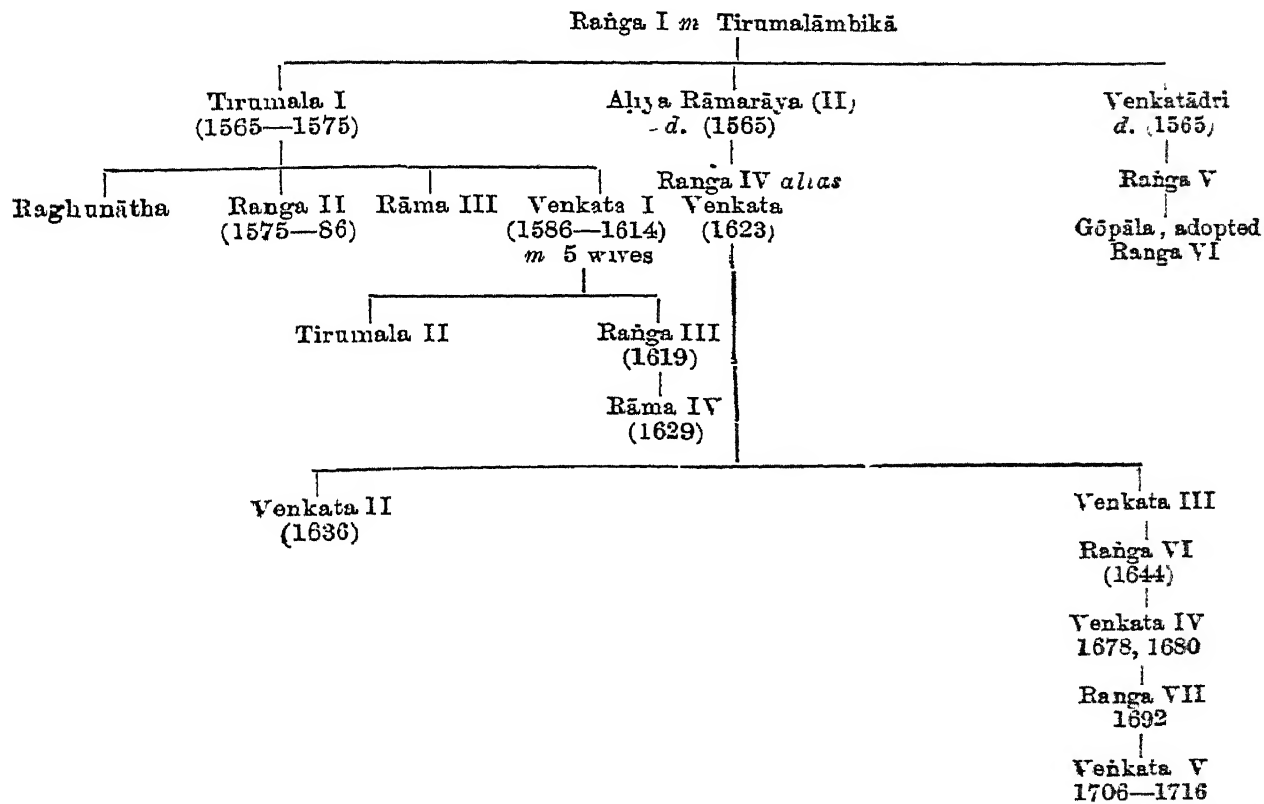 Raṅga I m Tirumalāmbikā
Tirumala I
(1565—1575)
Aḷiya Rāmarāya (II)
d. (1565)
Venkatādri
d. (1565)
Raghunātha
Ranga II
(1575—86)
Rāma III
Venkata I
(1586—1614)
m 5 wives
Ranga IV alias
Venkata
(1623)
Raṅga V
Gōpāla, adopted
Ranga VI
Tirumala II
Raṅga III
(1619)
Rāma IV
(1629)
Venkata II
(1636)
Venkata III
Raṅga VI
(1644)
Venkata IV
1678, 1680
Ranga VII
1692
Veṅkata V
1706—1716